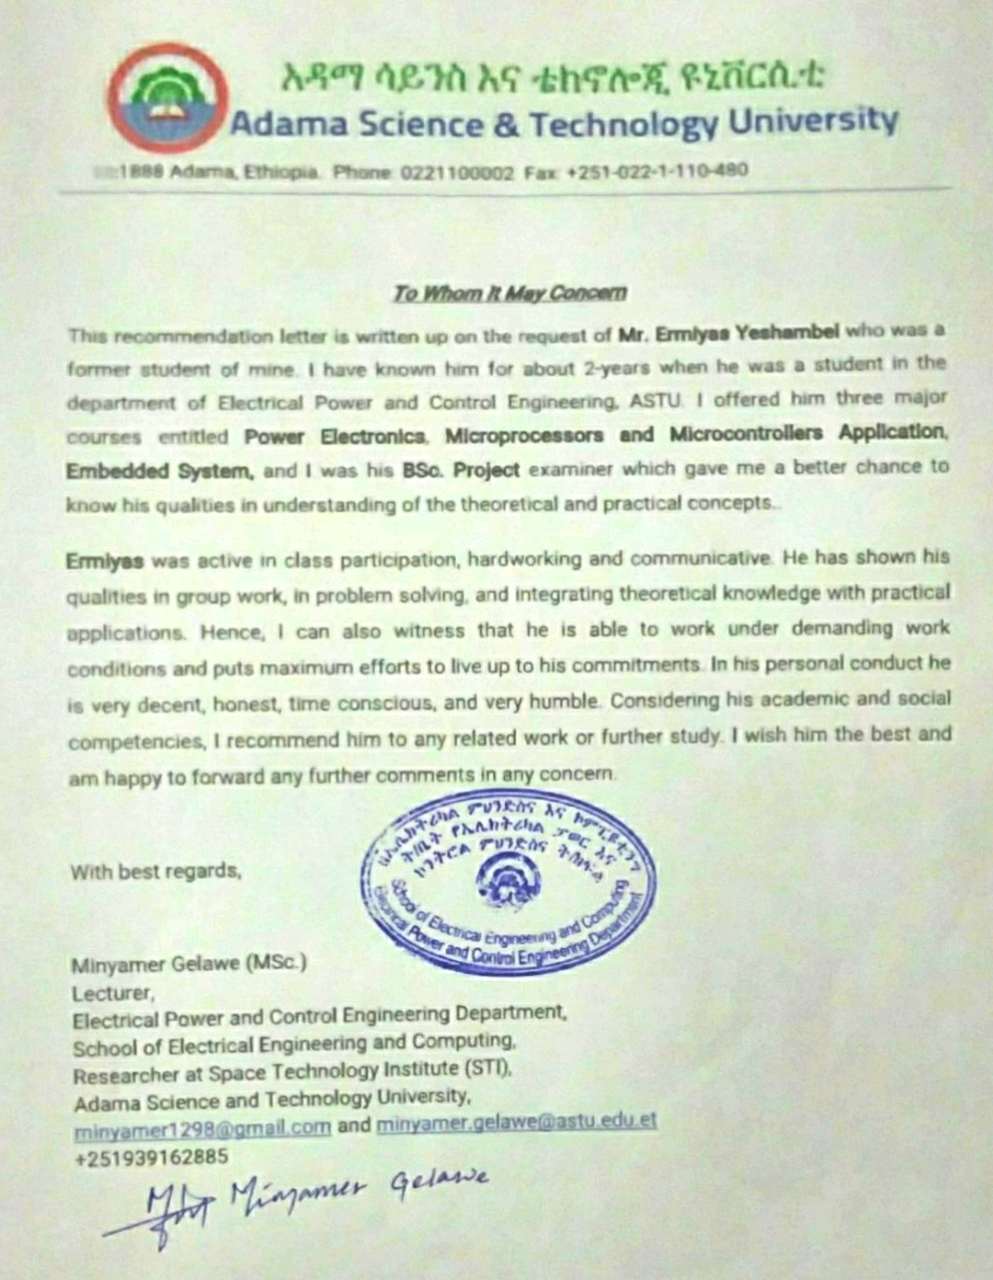 አዳማ ሳይንስ እና ቴክኖሎጂ ዩኒቨርሲቲ
Adama Science & Technology University
:1888 Adama, Ethiopia. Phone: 0221100002 Fax: +251-022-1-110-480
To Whom It May Concern
This recommendation letter is written up on the request of Mr. Ermiyas Yeshambel who was a
former student of mine. I have known him for about 2-years when he was a student in the
department of Electrical Power and Control Engineering, ASTU. I offered him three major
courses entitled Power Electronics, Microprocessors and Microcontrollers Application,
Embedded System, and I was his BSc. Project examiner which gave me a better chance to
know his qualities in understanding of the theoretical and practical concepts..
Ermiyas was active in class participation, hardworking and communicative. He has shown his
qualities in group work, in problem solving, and integrating theoretical knowledge with practical
applications. Hence, I can also witness that he is able to work under demanding work
conditions and puts maximum efforts to live up to his commitments. In his personal conduct he
is very decent, honest, time conscious, and very humble. Considering his academic and social
competencies, I recommend him to any related work or further study. I wish him the best and
am happy to forward any further comments in any concern.
With best regards,
በኤሌክትሪካል ምህንድስና እና ኮምፒዩቲንግ
ት/ቤት የኤሌክትሪካል ፓወር እና
ኮንትሮል ምህንድስና ት/ክፍል
School of Electrical Engineering and Computing
Electrical Power and Control Engineering Department
Minyamer Gelawe (MSc.)
Lecturer,
Electrical Power and Control Engineering Department,
School of Electrical Engineering and Computing,
Researcher at Space Technology Institute (STI),
Adama Science and Technology University,
minyamer1298@gmail.com and minyamer.gelawe@astu.edu.et
+251939162885
Minyamer Gelawe